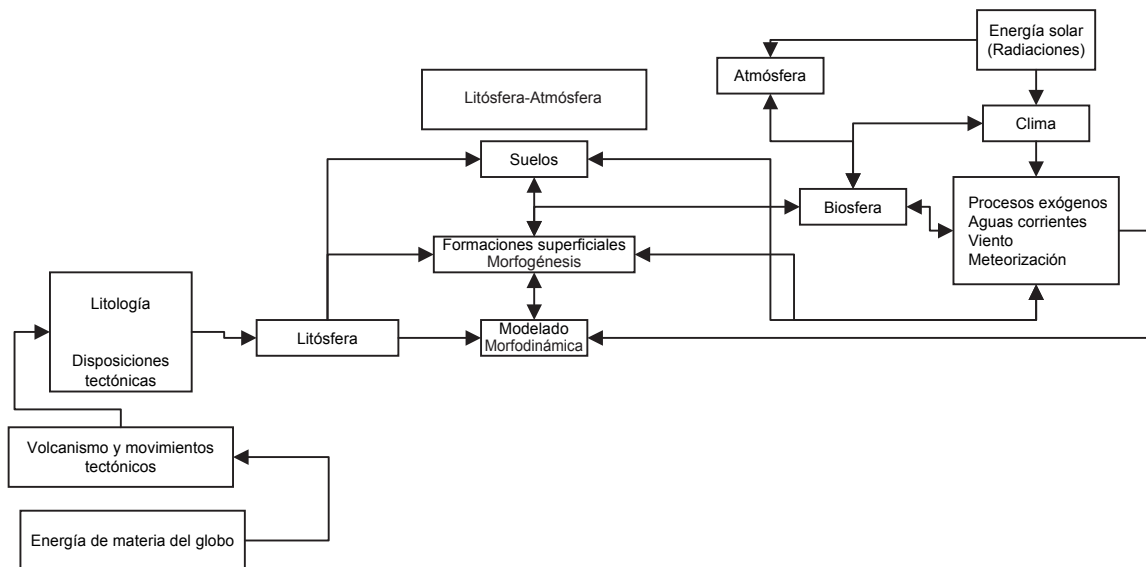 Energía solar
(Radiaciones)
Atmósfera
Litósfera-Atmósfera
Clima
Suelos
Biosfera
Procesos exógenos
Aguas corrientes
Viento
Meteorización
Formaciones superficiales
Morfogénesis
Litología
Disposiciones
tectónicas
Litósfera
Modelado
Morfodinámica
Volcanismo y movimientos
tectónicos
Energía de materia del globo